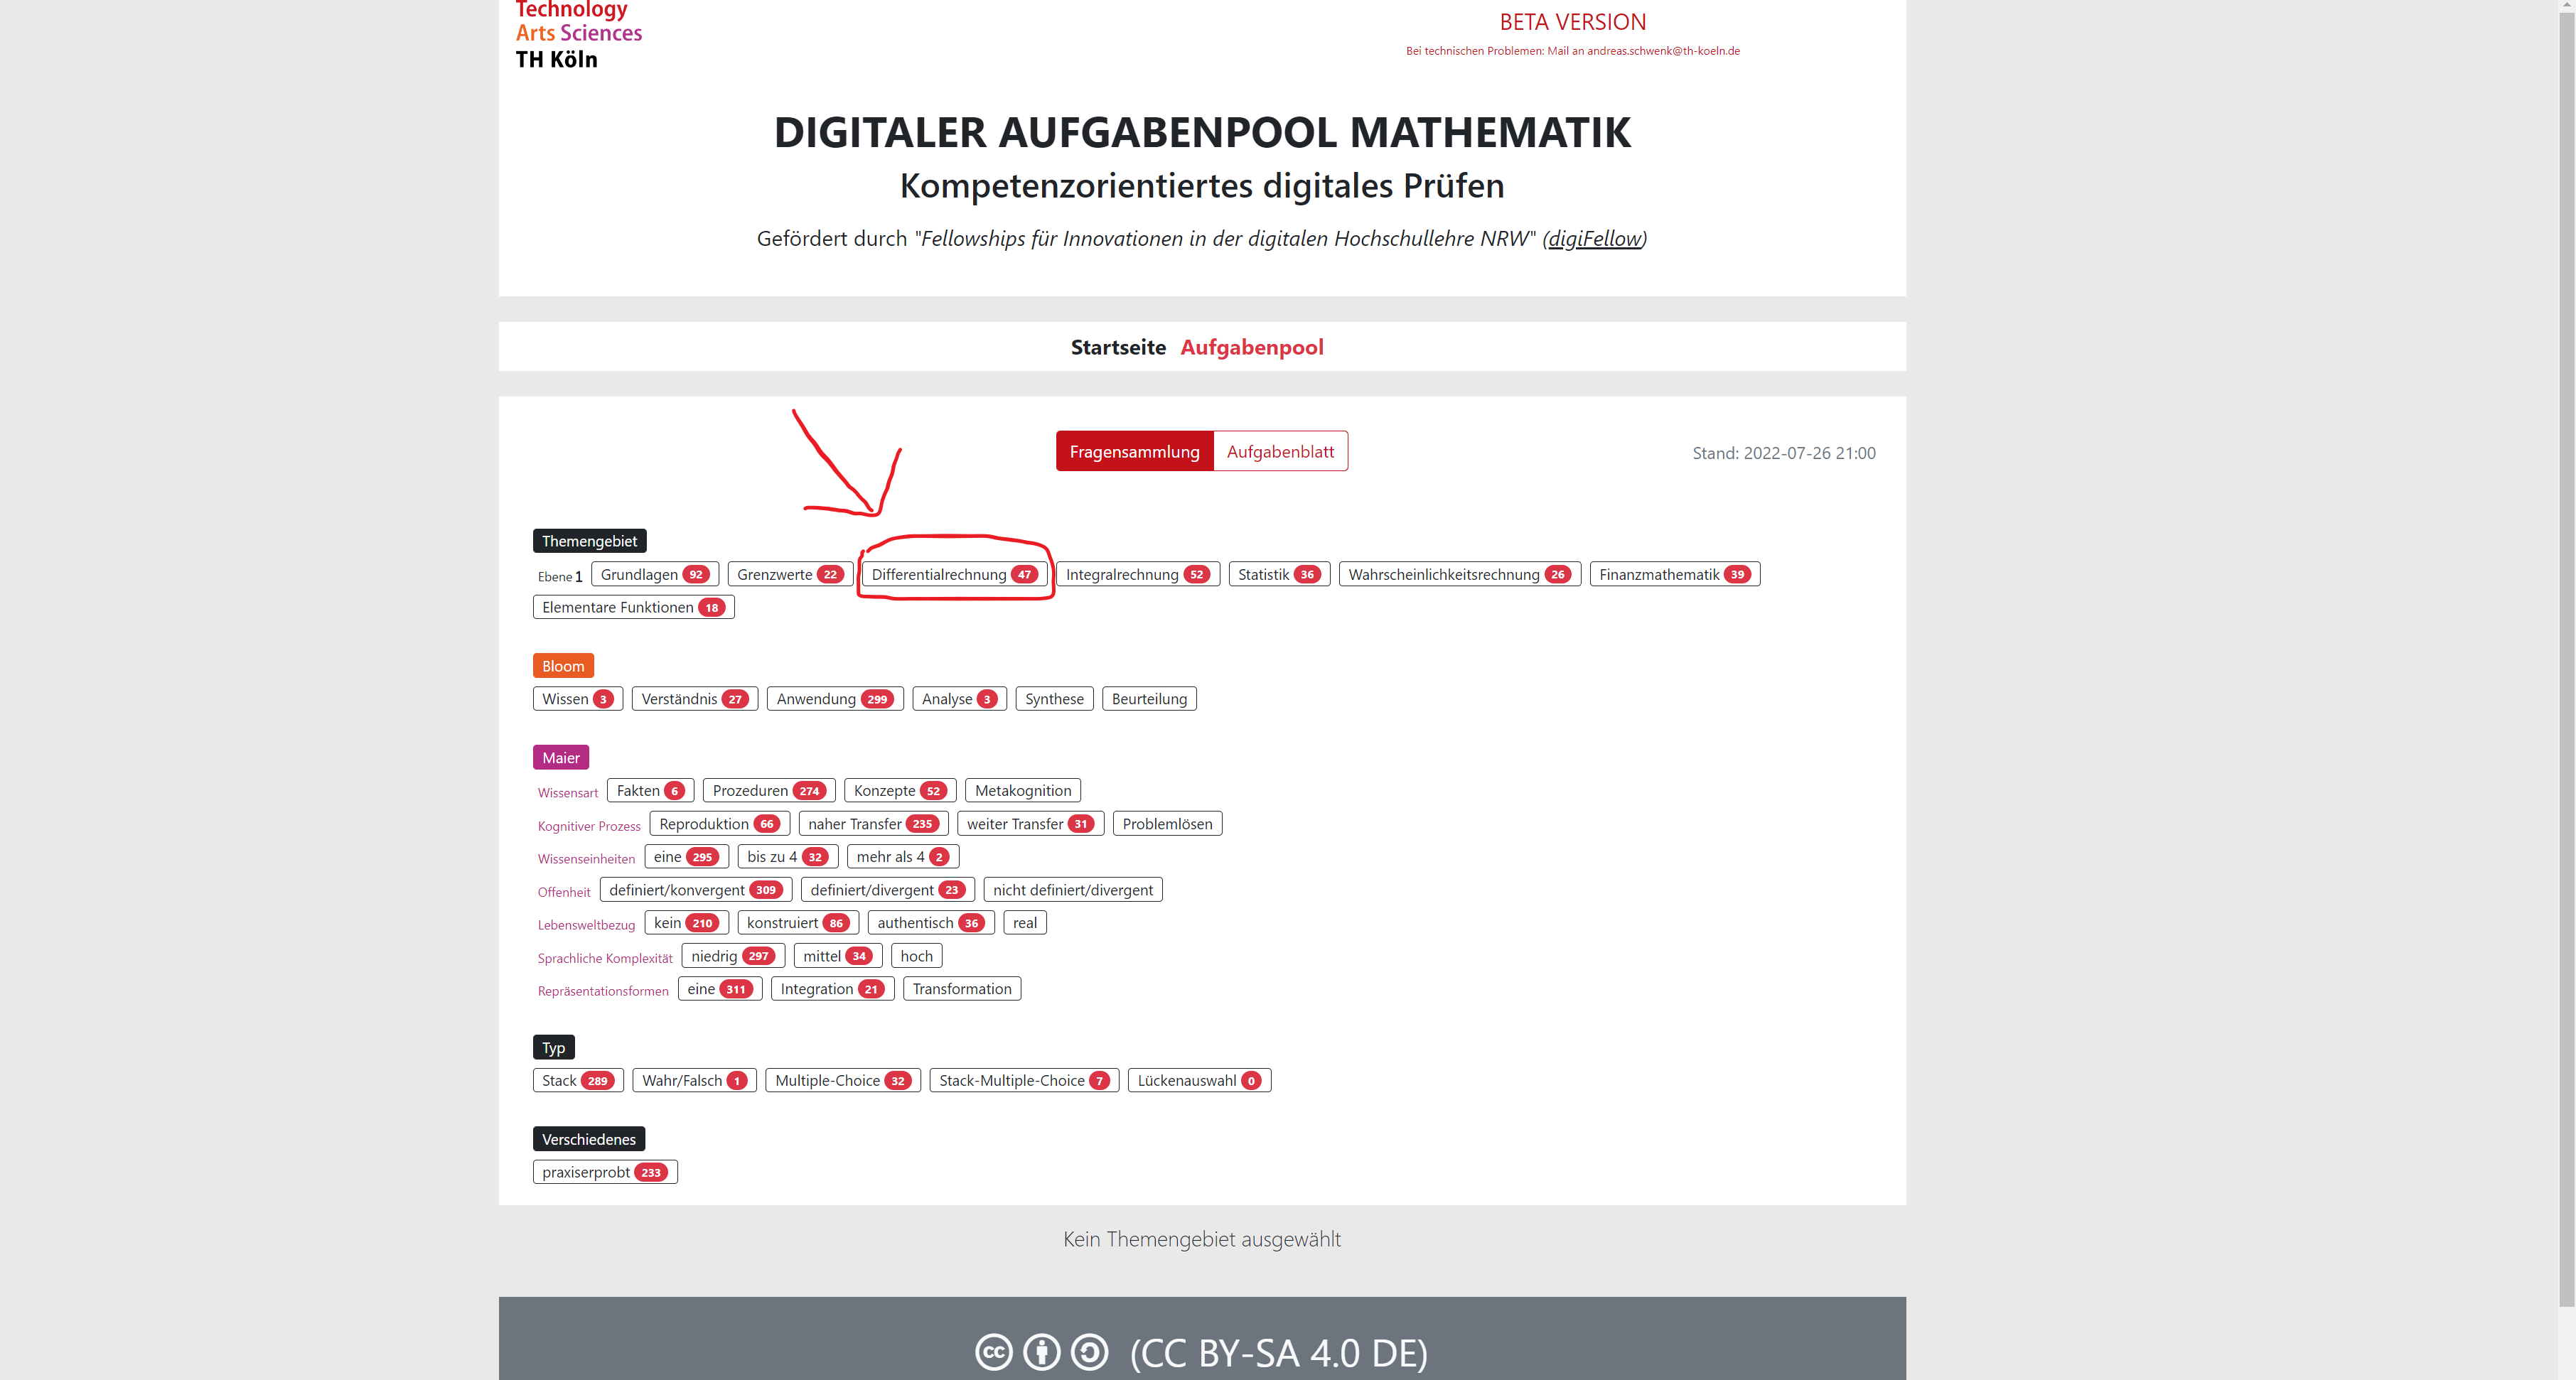 Technology
Arts Sciences
TH Köln
BETA VERSION
Bei technischen Problemen: Mail an andreas.schwenk@th-koeln.de
DIGITALER AUFGABENPOOL MATHEMATIK
Kompetenzorientiertes digitales Prüfen
Gefördert durch "Fellowships für Innovationen in der digitalen Hochschullehre NRW" (digiFellow)
Startseite Aufgabenpool
Fragensammlung Aufgabenblatt
Stand: 2022-07-26 21:00
Themengebiet
Ebene 1 Grundlagen 92 Grenzwerte 22 Differentialrechnung 47 Integralrechnung 52 Statistik 36 Wahrscheinlichkeitsrechnung 26 Finanzmathematik 39
Elementare Funktionen 18
Bloom
Wissen 3 Verständnis 27 Anwendung 299 Analyse 3 Synthese Beurteilung
Maier
Wissensart Fakten 6 Prozeduren 274 Konzepte 52 Metakognition
Kognitiver Prozess Reproduktion 66 naher Transfer 235 weiter Transfer 31 Problemlösen
Wissenseinheiten eine 295 bis zu 4 32 mehr als 4 2
Offenheit definiert/konvergent 309 definiert/divergent 23 nicht definiert/divergent
Lebensweltbezug kein 210 konstruiert 86 authentisch 36 real
Sprachliche Komplexität niedrig 297 mittel 34 hoch
Repräsentationsformen eine 311 Integration 21 Transformation
Typ
Stack 289 Wahr/Falsch 1 Multiple-Choice 32 Stack-Multiple-Choice 7 Lückenauswahl 0
Verschiedenes
praxiserprobt 233
Kein Themengebiet ausgewählt
cc (CC BY-SA 4.0 DE)